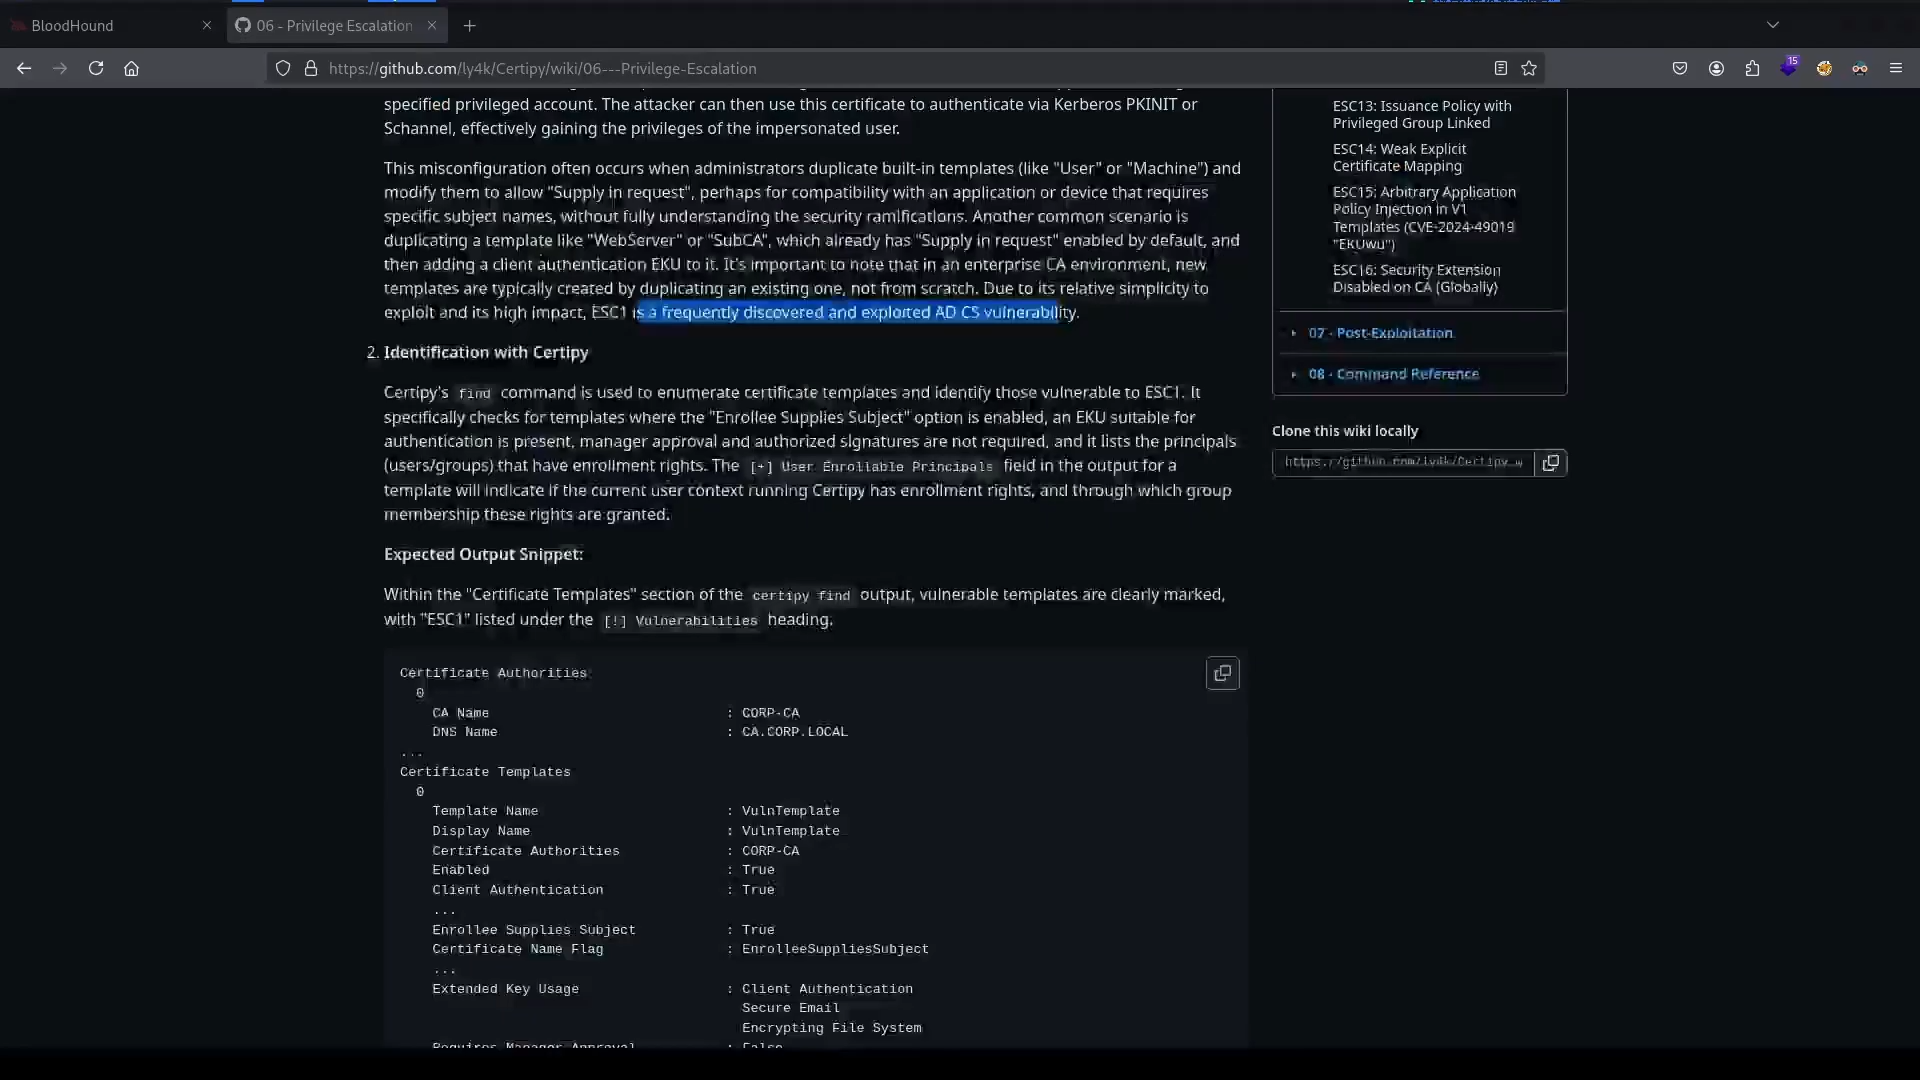 BloodHound
06 - Privilege Escalation
https://github.com/ly4k/Certipy/wiki/06---Privilege-Escalation
15
specified privileged account. The attacker can then use this certificate to authenticate via Kerberos PKINIT or
Schannel, effectively gaining the privileges of the impersonated user.
This misconfiguration often occurs when administrators duplicate built-in templates (like "User" or "Machine") and
modify them to allow "Supply in request", perhaps for compatibility with an application or device that requires
specific subject names, without fully understanding the security ramifications. Another common scenario is
duplicating a template like "WebServer" or "SubCA", which already has "Supply in request" enabled by default, and
then adding a client authentication EKU to it. It's important to note that in an enterprise CA environment, new
templates are typically created by duplicating an existing one, not from scratch. Due to its relative simplicity to
exploit and its high impact, ESC1 is a frequently discovered and exploited AD CS vulnerability.
2. Identification with Certipy
Certipy's find command is used to enumerate certificate templates and identify those vulnerable to ESC1. It
specifically checks for templates where the "Enrollee Supplies Subject" option is enabled, an EKU suitable for
authentication is present, manager approval and authorized signatures are not required, and it lists the principals
(users/groups) that have enrollment rights. The [+] User Enrollable Principals field in the output for a
template will indicate if the current user context running Certipy has enrollment rights, and through which group
membership these rights are granted.
Expected Output Snippet:
Within the "Certificate Templates" section of the certipy find output, vulnerable templates are clearly marked,
with "ESC1" listed under the [!] Vulnerabilities heading.
Certificate Authorities
0
CA Name : CORP-CA
DNS Name : CA.CORP.LOCAL
...
Certificate Templates
0
Template Name : VulnTemplate
Display Name : VulnTemplate
Certificate Authorities : CORP-CA
Enabled : True
Client Authentication : True
...
Enrollee Supplies Subject : True
Certificate Name Flag : EnrolleeSuppliesSubject
...
Extended Key Usage : Client Authentication
Secure Email
Encrypting File System
Requires Manager Approval : False
ESC13: Issuance Policy with
Privileged Group Linked
ESC14: Weak Explicit
Certificate Mapping
ESC15: Arbitrary Application
Policy Injection in V1
Templates (CVE-2024-49019
"EKUwu")
ESC16: Security Extension
Disabled on CA (Globally)
07 - Post-Exploitation
08 - Command Reference
Clone this wiki locally
https://github.com/ly4k/Certipy.w